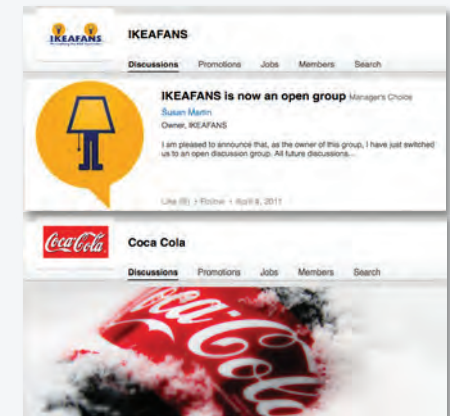 IKEAFANS
IKEAFANS
Discussions Promotions Jobs Members Search
IKEAFANS is now an open group Manager's Choice
Susan Martin
Owner, IKEAFANS
I am pleased to announce that, as the owner of this group, I have just switched
us to an open discussion group. All future discussions...
Like (8) • Follow • April 8, 2011
Coca-Cola
Coca Cola
Discussions Promotions Jobs Members Search
Coca-Cola